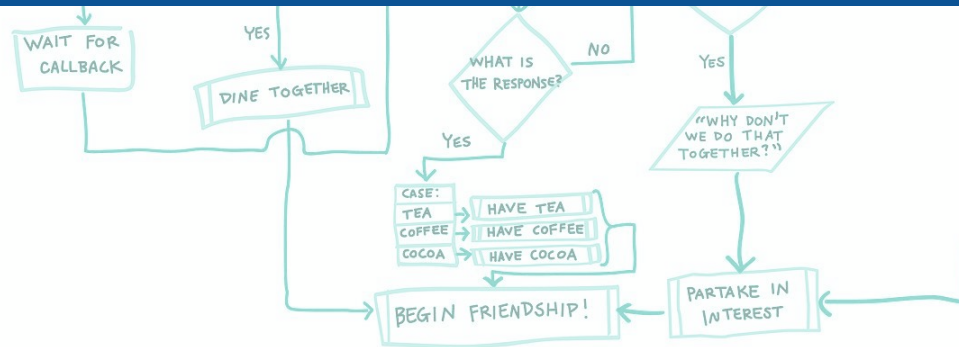 WAIT FOR
CALLBACK
YES
DINE TOGETHER
WHAT IS
THE RESPONSE?
NO
YES
YES
"WHY DON'T
WE DO THAT
TOGETHER?"
CASE:
TEA
HAVE TEA
COFFEE
HAVE COFFEE
COCOA
HAVE COCOA
BEGIN FRIENDSHIP!
PARTAKE IN
INTEREST